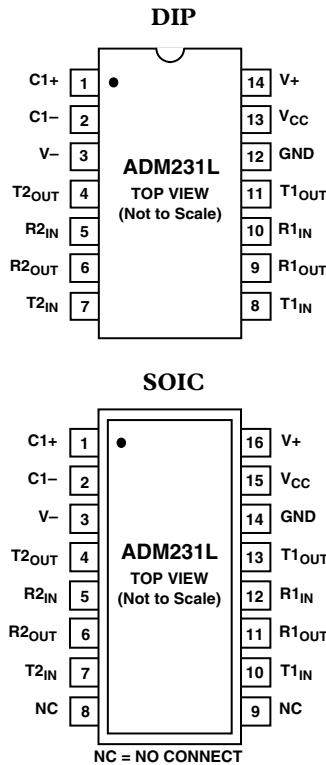 DIP
C1+ 1 14 V+
C1– 2 13 VCC
V– 3 12 GND
ADM231L
T2OUT 4 TOP VIEW 11 T1OUT
(Not to Scale)
R2IN 5 10 R1IN
R2OUT 6 9 R1OUT
T2IN 7 8 T1IN
SOIC
C1+ 1 16 V+
C1– 2 15 VCC
V– 3 14 GND
T2OUT 4 ADM231L 13 T1OUT
TOP VIEW
R2IN 5 (Not to Scale) 12 R1IN
R2OUT 6 11 R1OUT
T2IN 7 10 T1IN
NC 8 9 NC
NC = NO CONNECT